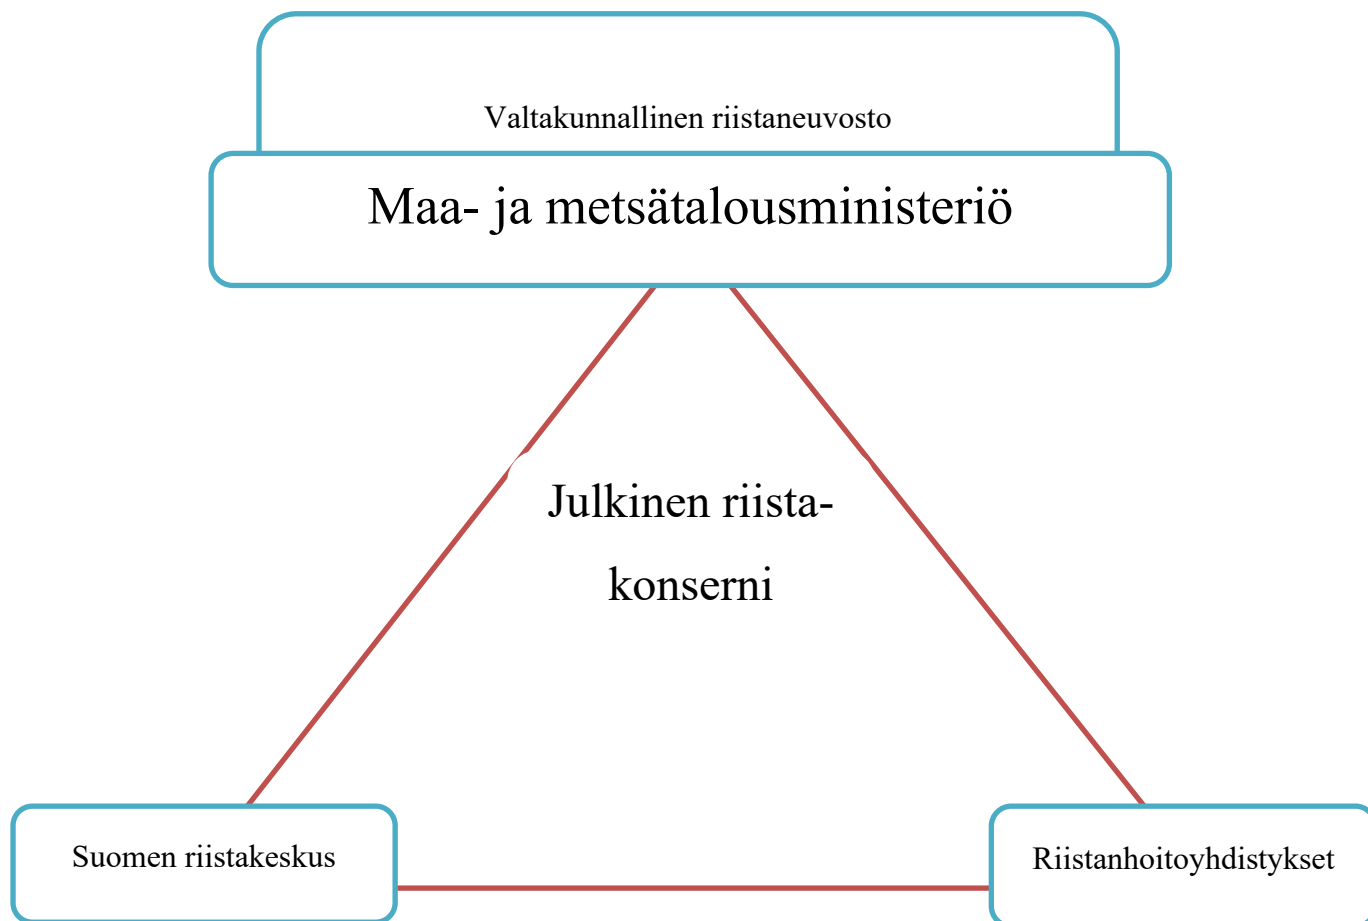 Valtakunnallinen riistaneuvosto
Maa- ja metsätalousministeriö
Julkinen riista-
konserni
Suomen riistakeskus
Riistanhoitoyhdistykset